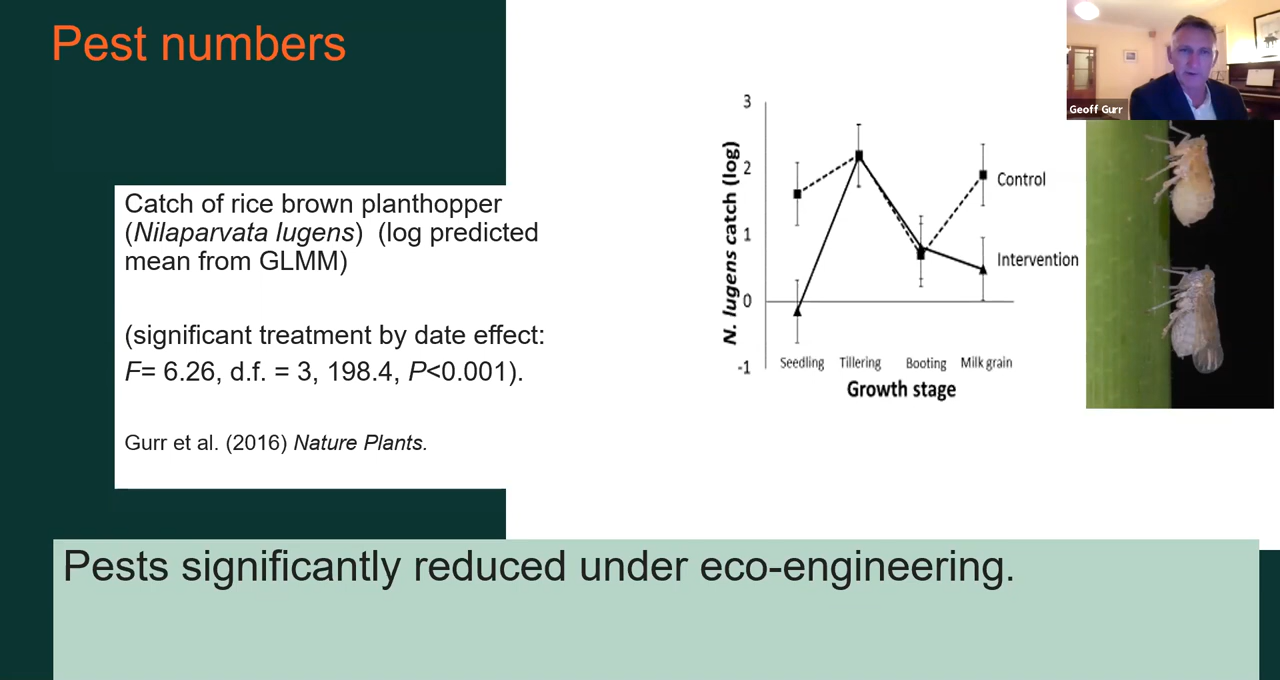 Pest numbers
Geoff Gurr
Catch of rice brown planthopper
(Nilaparvata lugens)  (log predicted
mean from GLMM)
(significant treatment by date effect:
F= 6.26, d.f. = 3, 198.4, P<0.001).
Gurr et al. (2016) Nature Plants.
N. lugens catch (log)
3
2
1
0
-1
Control
Intervention
Seedling Tillering Booting Milk grain
Growth stage
Pests significantly reduced under eco-engineering.